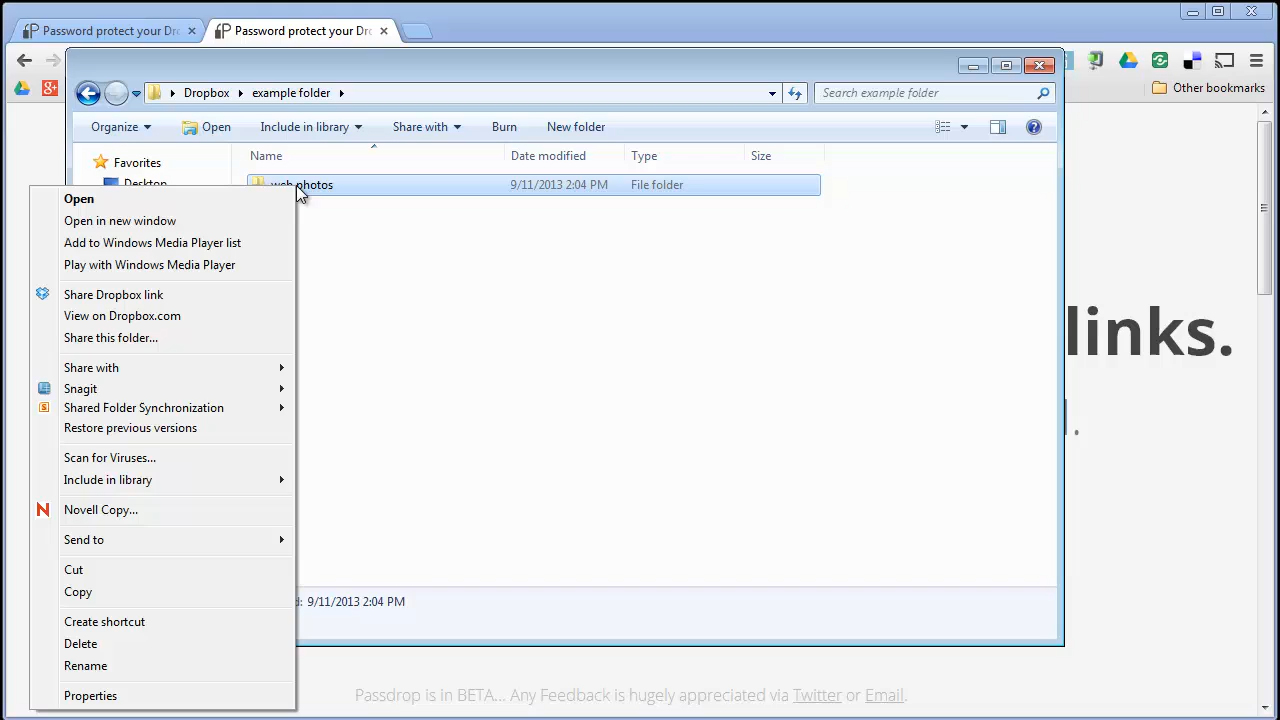 Password protect your Dr
Password protect your Dr
Other bookmarks
Dropbox
example folder
Search example folder
Organize
Open
Include in library
Share with
Burn
New folder
Name
Date modified
Type
Size
Favorites
Desktop
web photos
9/11/2013 2:04 PM
File folder
Open
Open in new window
Add to Windows Media Player list
Play with Windows Media Player
Share Dropbox link
View on Dropbox.com
Share this folder...
Share with
Snagit
Shared Folder Synchronization
Restore previous versions
Scan for Viruses...
Include in library
Novell Copy...
Send to
Cut
Copy
Create shortcut
Delete
Rename
Properties
links.
.
d: 9/11/2013 2:04 PM
Passdrop is in BETA... Any Feedback is hugely appreciated via Twitter or Email.